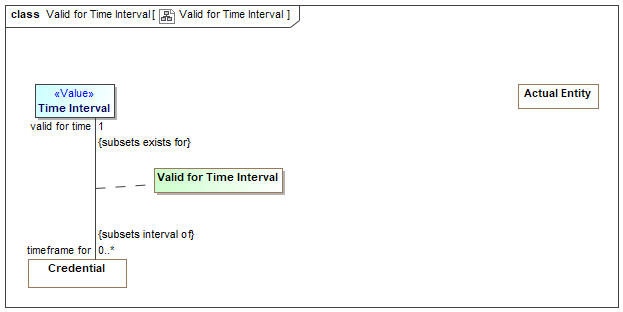 class Valid for Time Interval [ Valid for Time Interval ]
«Value»
Time Interval
Actual Entity
valid for time 1
{subsets exists for}
Valid for Time Interval
{subsets interval of}
timeframe for 0..*
Credential